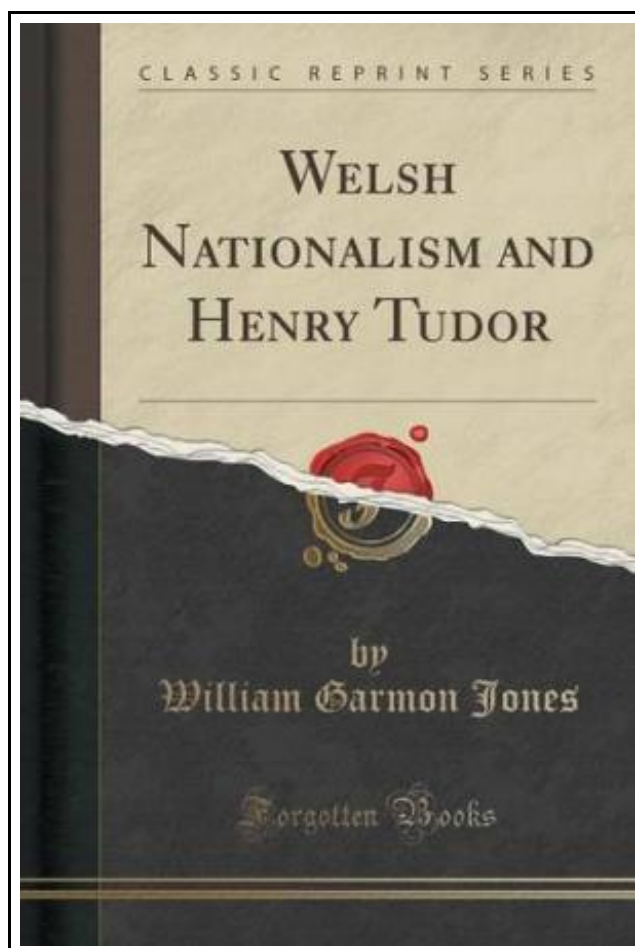 CLASSIC REPRINT SERIES
WELSH
NATIONALISM AND
HENRY TUDOR
by
William Garmon Jones
Forgotten Books